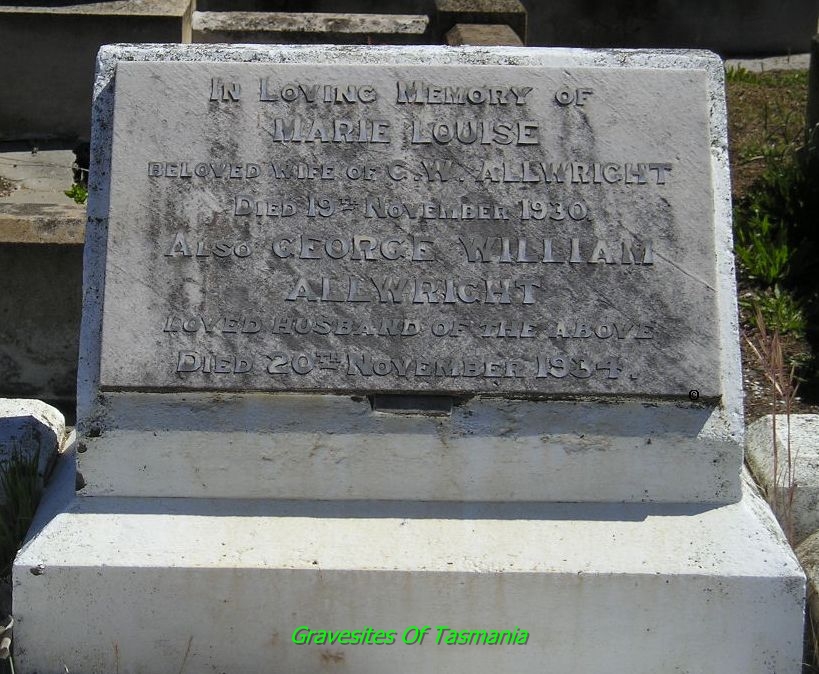 In Loving Memory of
MARIE LOUISE
BELOVED WIFE OF G. W. ALLWRIGHT
Died 19th November 1930.
Also GEORGE WILLIAM
ALLWRIGHT
LOVED HUSBAND OF THE ABOVE
Died 20th November 1934.
Gravesites Of Tasmania